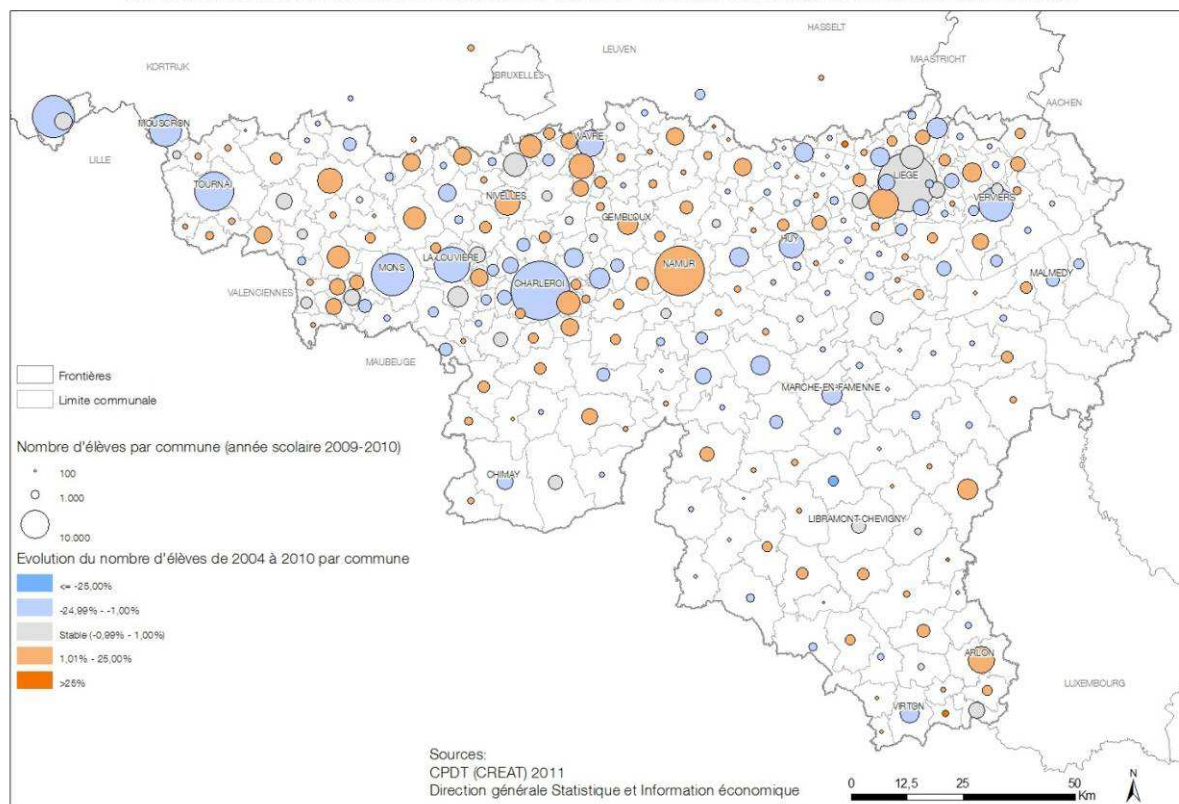 HASSELT
LEUVEN
MAASTRICHT
KORTRIJK
BRUXELLES
AACHEN
MOUSCRON
WAVRE
LILLE
LIEGE
TOURNAI
VERVIERS
NIVELLES
GEMBLOUX
HUY
LA LOUVIÈRE
MONS
NAMUR
MALMEDY
CHARLEROI
VALENCIENNES
MAUBEUGE
MARCHE-EN-FAMENNE
CHIMAY
LIBRAMONT-CHEVIGNY
ARLON
LUXEMBOURG
VIRTON
Frontières
Limite communale
Nombre d'élèves par commune (année scolaire 2009-2010)
100
1.000
10.000
Evolution du nombre d'élèves de 2004 à 2010 par commune
<= -25,00%
-24,99% - -1,00%
Stable (-0,99% - 1,00%)
1,01% - 25,00%
>25%
Sources:
CPDT (CREAT) 2011
Direction générale Statistique et Information économique
0 12,5 25 50
Km
N